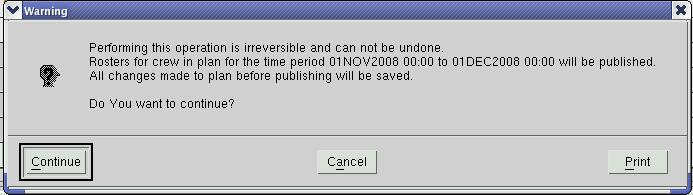 Warning
Performing this operation is irreversible and can not be undone.
Rosters for crew in plan for the time period 01NOV2008 00:00 to 01DEC2008 00:00 will be published.
All changes made to plan before publishing will be saved.
Do You want to continue?
Continue
Cancel
Print